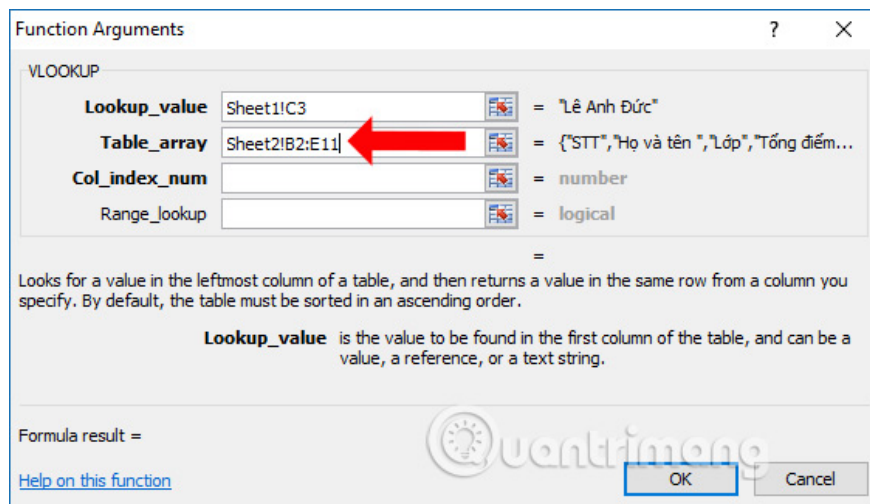 Function Arguments ? X
VLOOKUP
Lookup_value Sheet1!C3 = "Lê Anh Đức"
Table_array Sheet2!B2:E11 = {"STT","Họ và tên ","Lớp","Tổng điểm...
Col_index_num = number
Range_lookup = logical
=
Looks for a value in the leftmost column of a table, and then returns a value in the same row from a column you
specify. By default, the table must be sorted in an ascending order.
Lookup_value is the value to be found in the first column of the table, and can be a
value, a reference, or a text string.
Formula result =
Quantrimang
Help on this function OK Cancel